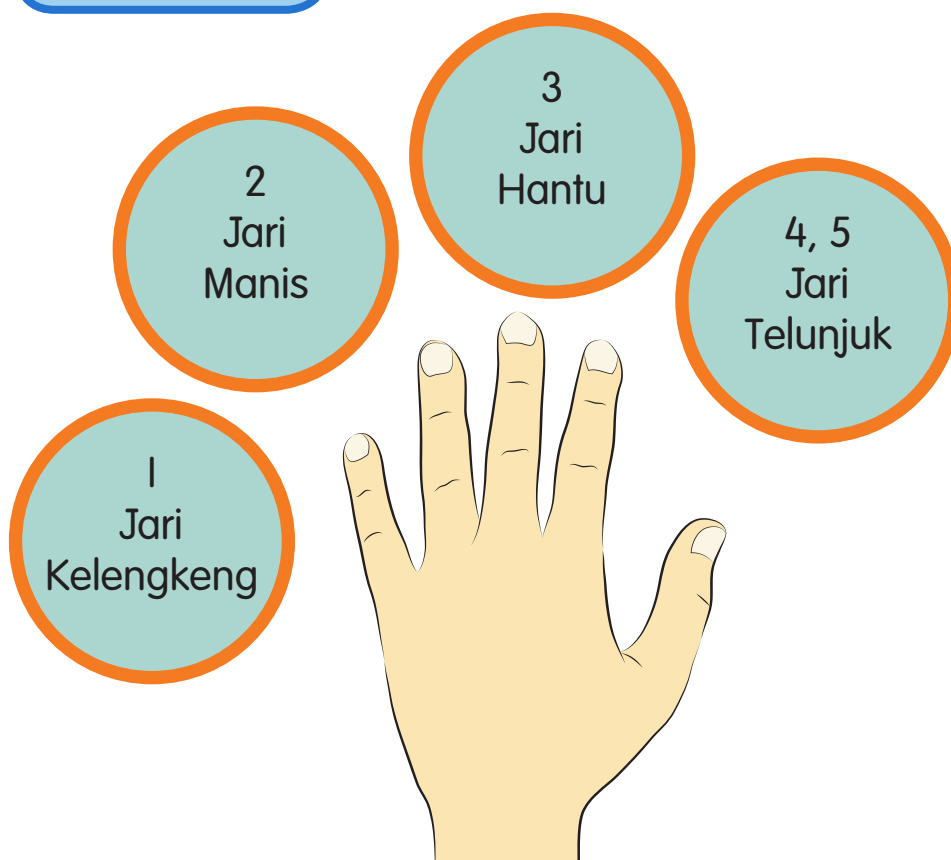 1
Jari
Kelengkeng
2
Jari
Manis
3
Jari
Hantu
4, 5
Jari
Telunjuk